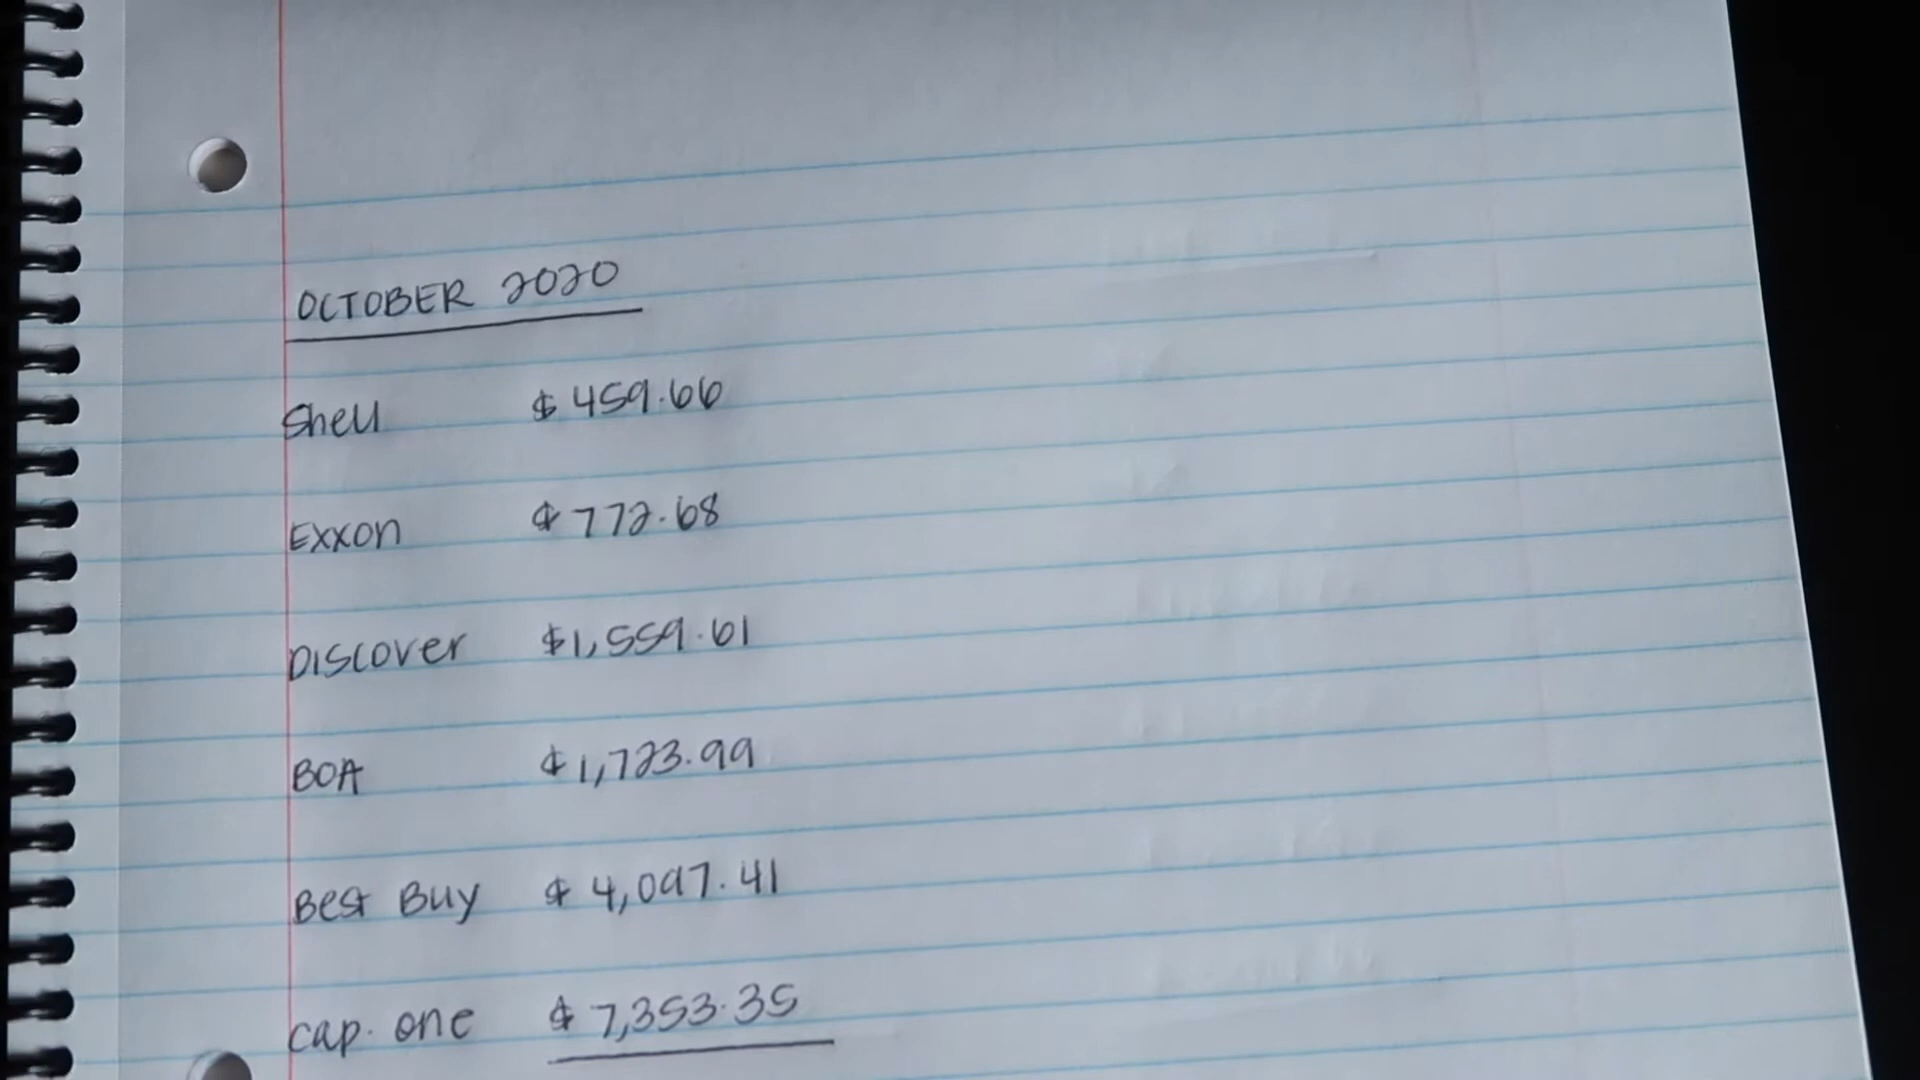 OCTOBER 2020
Shell $459.66
Exxon $772.68
Discover $1,559.61
BOA $1,723.99
Best Buy $4,097.41
cap. one $7,353.35